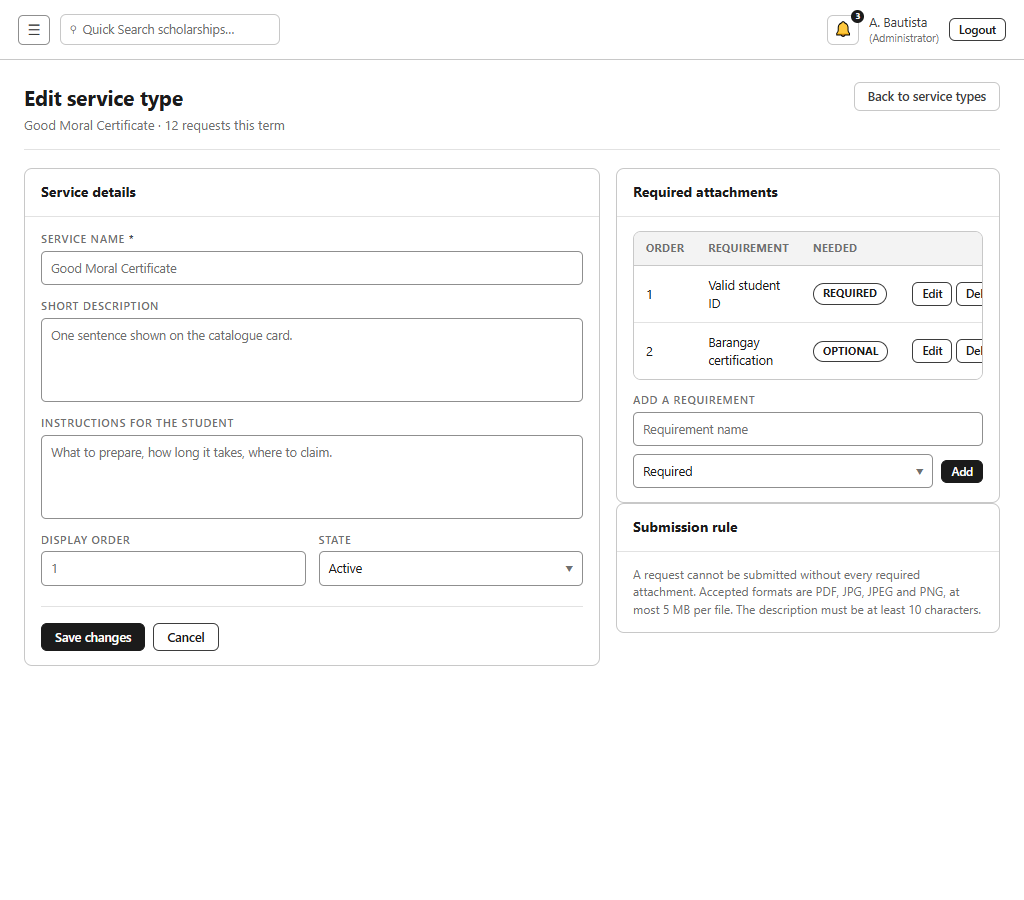 ☰
Quick Search scholarships...
3
A. Bautista
(Administrator)
Logout
Edit service type
Good Moral Certificate · 12 requests this term
Back to service types
Service details
SERVICE NAME *
Good Moral Certificate
SHORT DESCRIPTION
One sentence shown on the catalogue card.
INSTRUCTIONS FOR THE STUDENT
What to prepare, how long it takes, where to claim.
DISPLAY ORDER
STATE
1
Active
Save changes
Cancel
Required attachments
ORDER REQUIREMENT NEEDED
1
Valid student
ID
REQUIRED
Edit
Del
2
Barangay
certification
OPTIONAL
Edit
Del
ADD A REQUIREMENT
Requirement name
Required
Add
Submission rule
A request cannot be submitted without every required
attachment. Accepted formats are PDF, JPG, JPEG and PNG, at
most 5 MB per file. The description must be at least 10 characters.